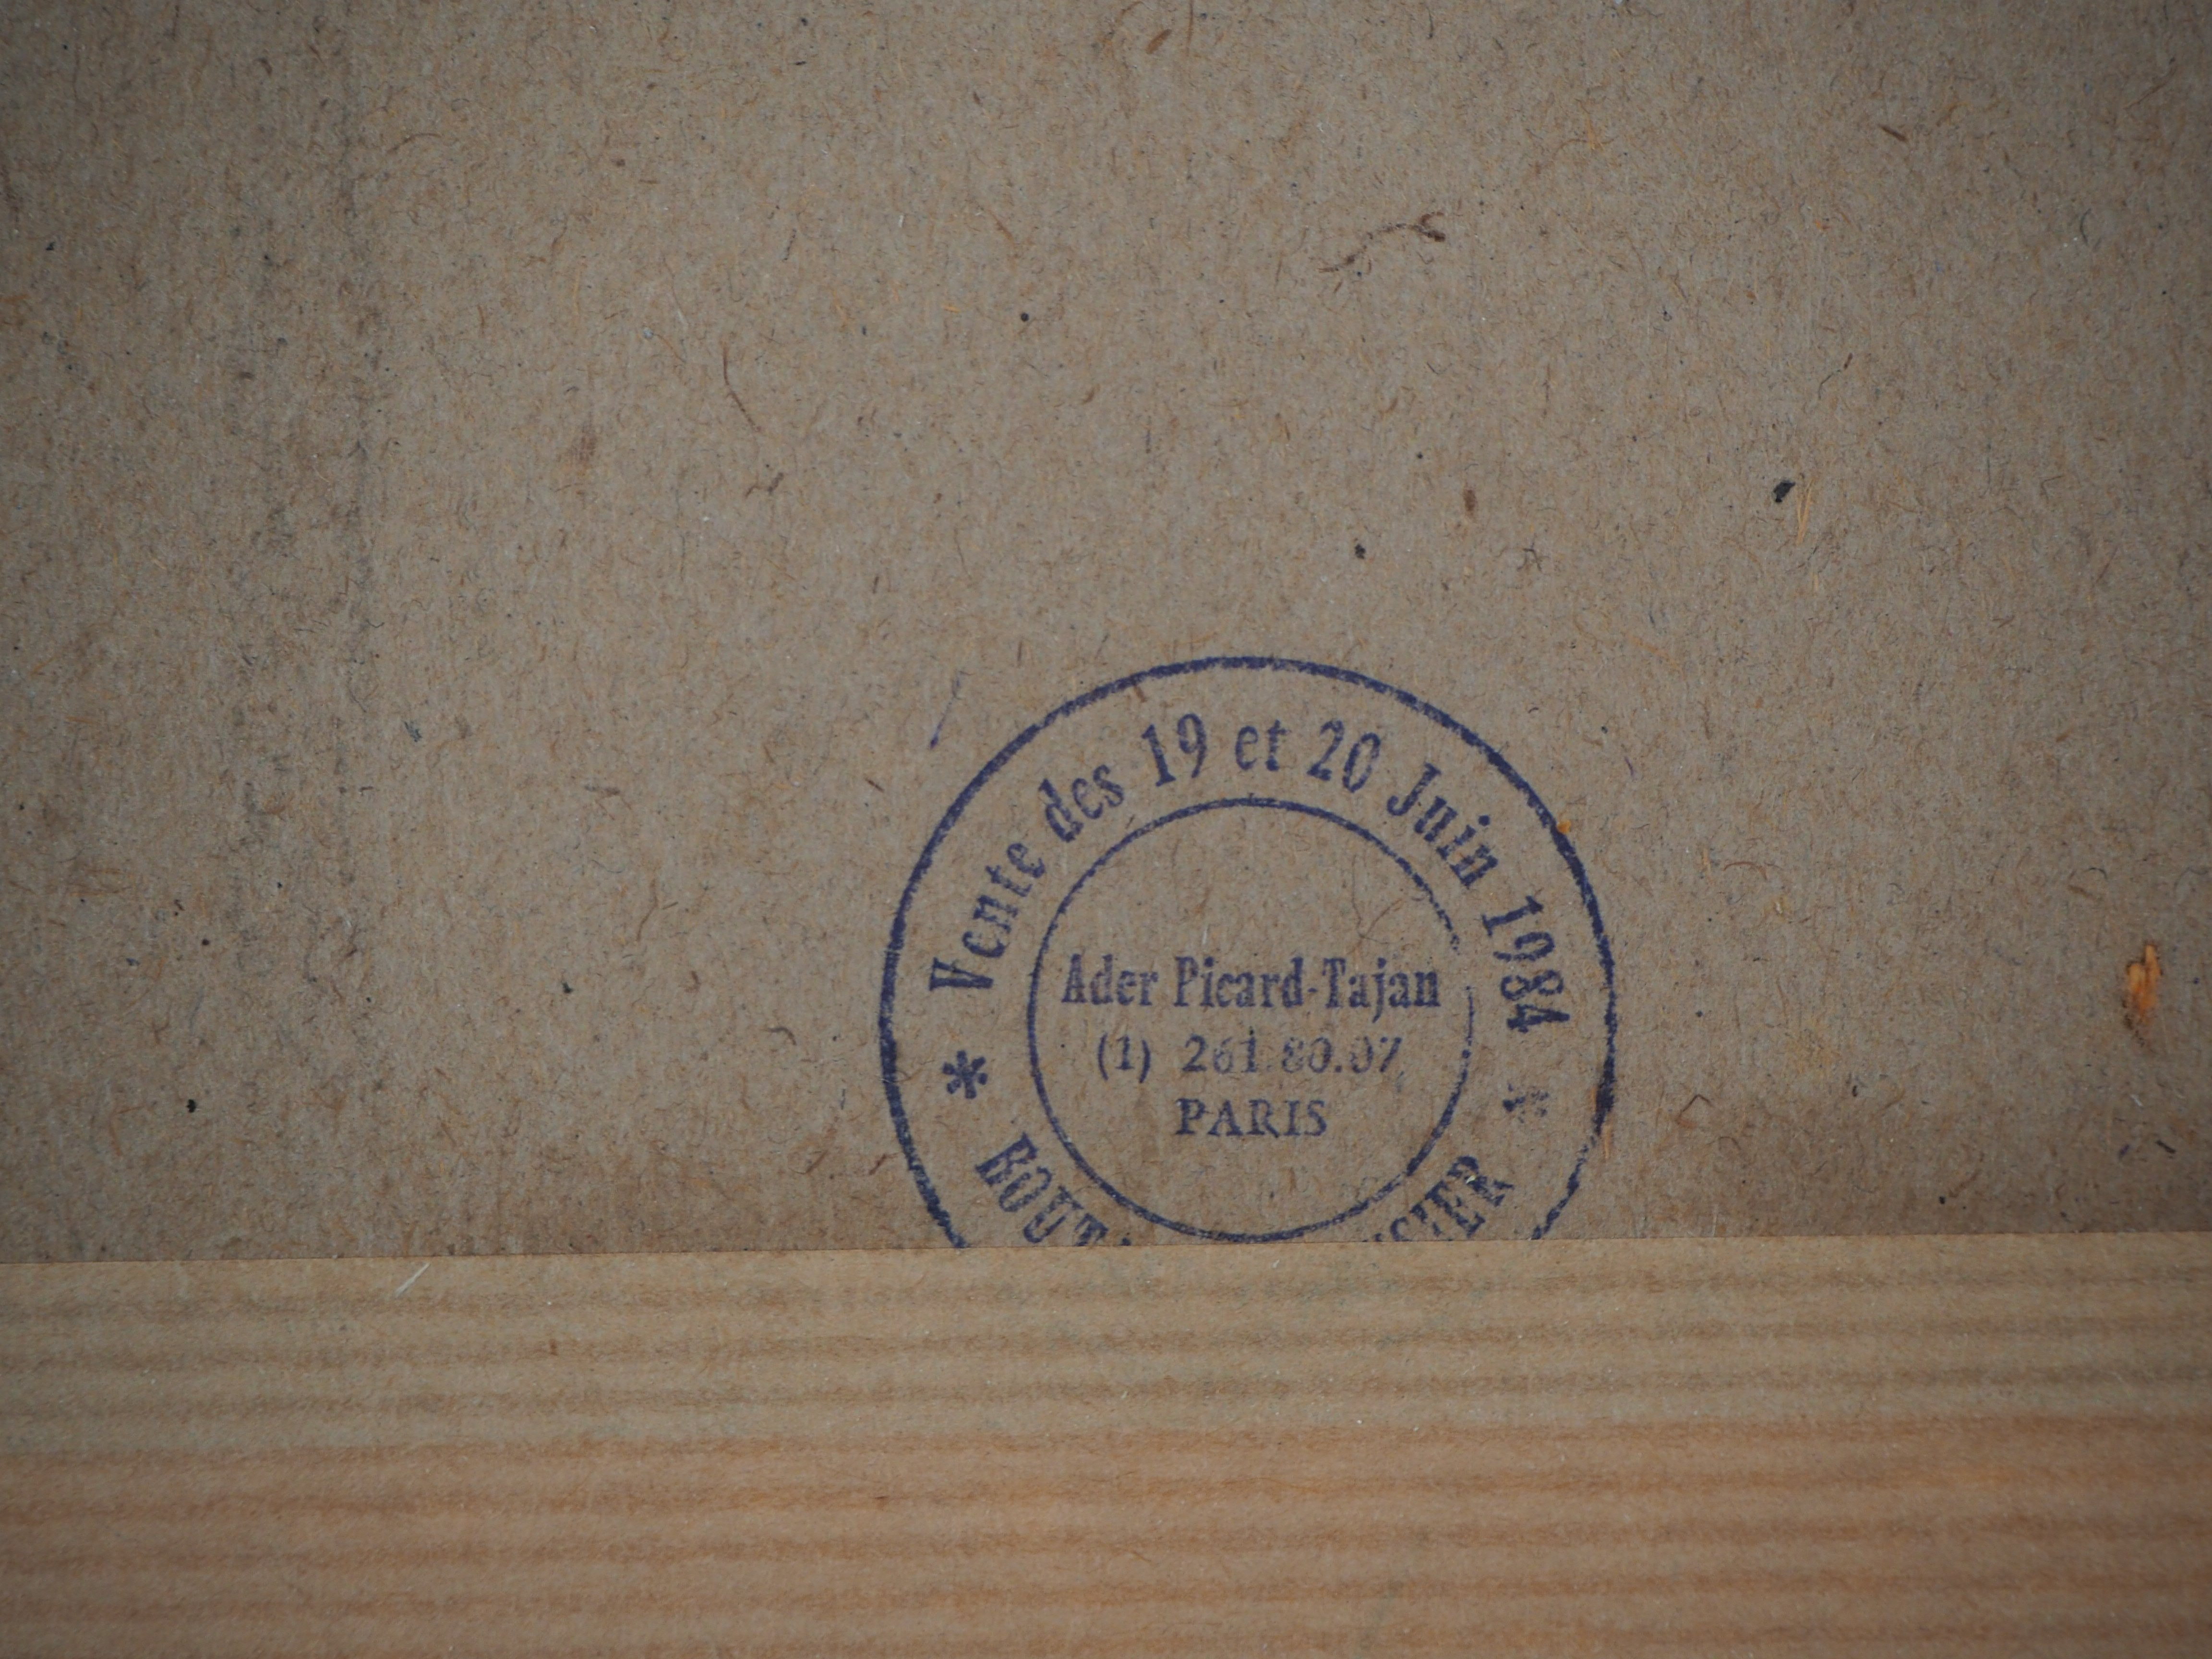 * Vente des 19 et 20 Juin 1984 *
Ader Picard-Tajan
(1) 261.80.07
PARIS